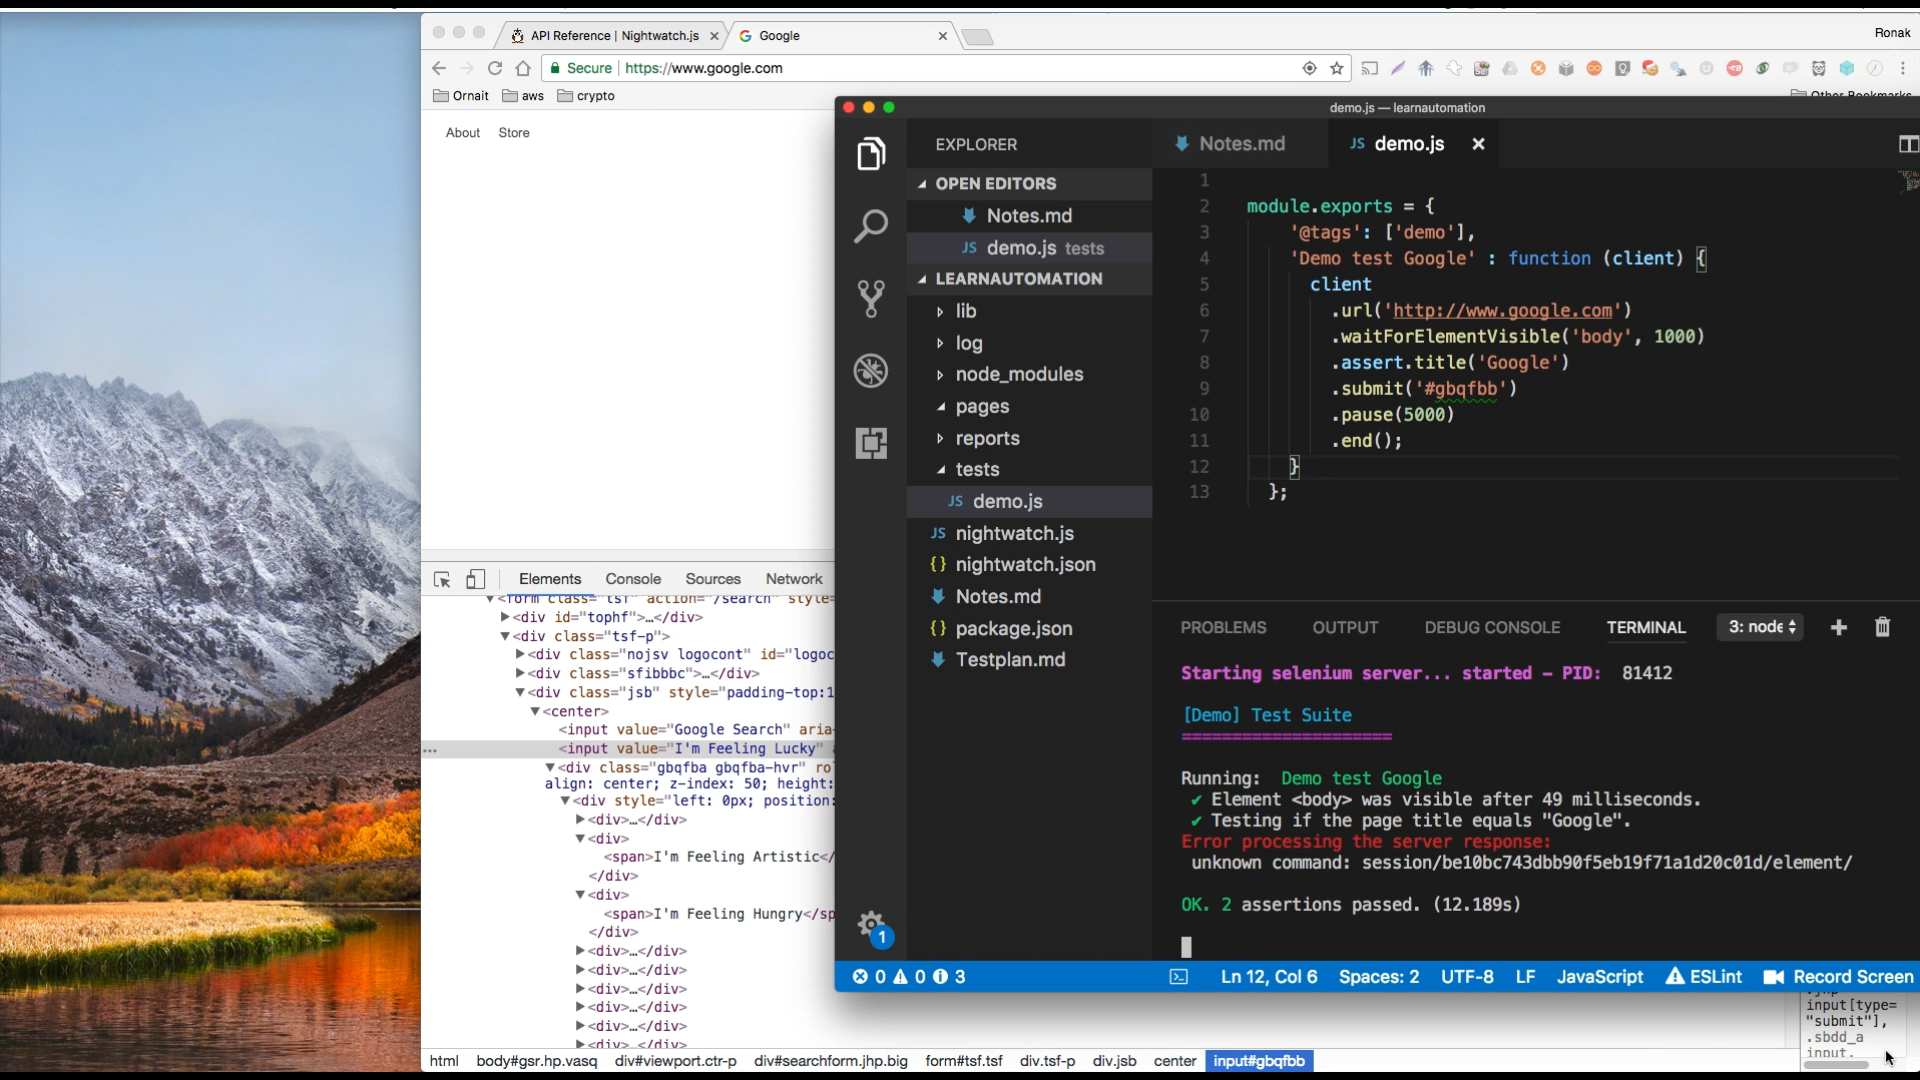 API Reference | Nightwatch.js
Google
Ronak
Secure
https://www.google.com
Ornait
aws
crypto
Other Bookmarks
About
Store
demo.js — learnautomation
EXPLORER
OPEN EDITORS
Notes.md
demo.js tests
LEARNAUTOMATION
lib
log
node_modules
pages
reports
tests
demo.js
nightwatch.js
nightwatch.json
Notes.md
package.json
Testplan.md
1
Notes.md
demo.js
1
2 module.exports = {
3 '@tags': ['demo'],
4 'Demo test Google' : function (client) {
5 client
6 .url('http://www.google.com')
7 .waitForElementVisible('body', 1000)
8 .assert.title('Google')
9 .submit('#gbqfbb')
10 .pause(5000)
11 .end();
12 }
13 };
PROBLEMS
OUTPUT
DEBUG CONSOLE
TERMINAL
3: node
Starting selenium server... started - PID: 81412
[Demo] Test Suite
=====================
Running: Demo test Google
✔ Element <body> was visible after 49 milliseconds.
✔ Testing if the page title equals "Google".
Error processing the server response:
unknown command: session/be10bc743dbb90f5eb19f71a1d20c01d/element/
OK. 2 assertions passed. (12.189s)
0 0 3
Ln 12, Col 6
Spaces: 2
UTF-8
LF
JavaScript
ESLint
Record Screen
Elements
Console
Sources
Network
<form class="tsf" action="/search" style=
<div id="tophf">…</div>
<div class="tsf-p">
<div class="nojsv logocont" id="logoc
<div class="sfibbbc">…</div>
<div class="jsb" style="padding-top:1
<center>
<input value="Google Search" aria-
<input value="I'm Feeling Lucky" a
<div class="gbqfba gbqfba-hvr" ro
align: center; z-index: 50; height:
<div style="left: 0px; position:
<div>…</div>
<div>
<span>I'm Feeling Artistic</
</div>
<div>
<span>I'm Feeling Hungry</sp
</div>
<div>…</div>
<div>…</div>
<div>…</div>
<div>…</div>
<div>…</div>
<div>…</div>
input[type=
"submit"],
.sbdd_a
input,
html
body#gsr.hp.vasq
div#viewport.ctr-p
div#searchform.jhp.big
form#tsf.tsf
div.tsf-p
div.jsb
center
input#gbqfbb